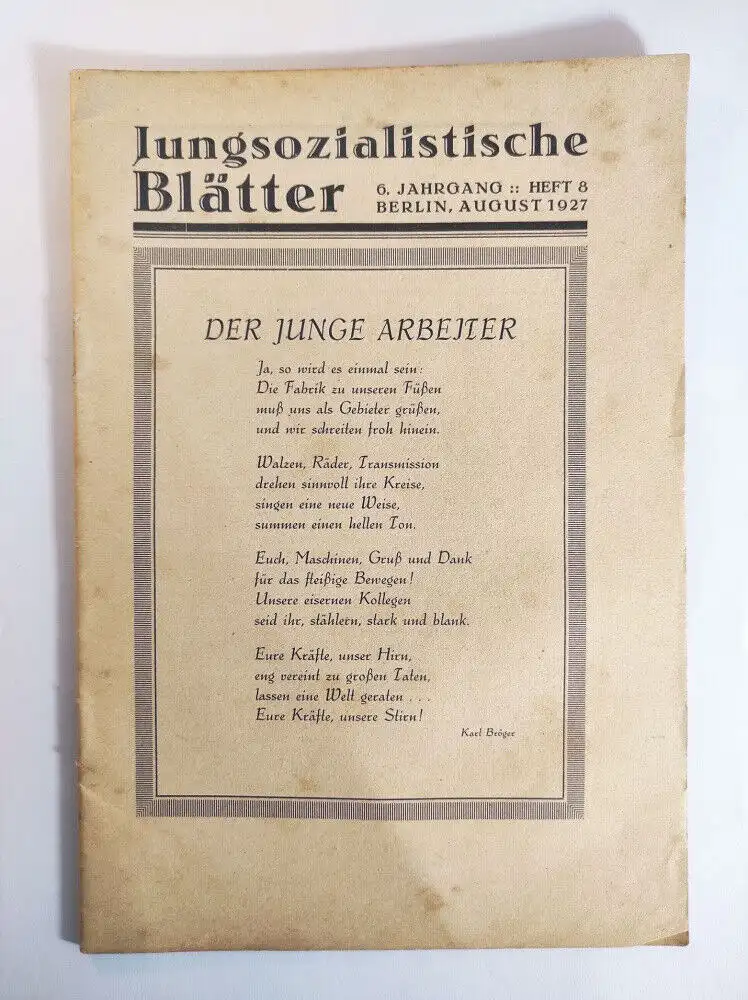 Jungsozialistische
Blätter
6. JAHRGANG :: HEFT 8
BERLIN, AUGUST 1927
DER JUNGE ARBEITER
Ja, so wird es einmal sein:
Die Fabrik zu unseren Füßen
muß uns als Gebieter grüßen,
und wir schreiten froh hinein.
Walzen, Räder, Transmission
drehen sinnvoll ihre Kreise,
singen eine neue Weise,
summen einen hellen Ton.
Euch, Maschinen, Gruß und Dank
für das fleißige Bewegen!
Unsere eisernen Kollegen
seid ihr, stählern, stark und blank.
Eure Kräfte, unser Hirn,
eng vereint zu großen Taten,
lassen eine Welt geraten . . .
Eure Kräfte, unsere Stirn!
Karl Bröger